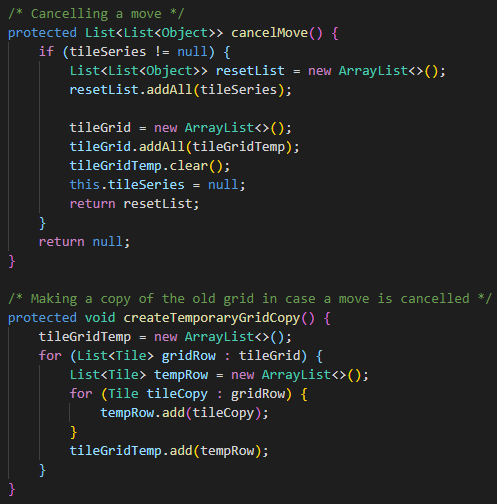 /* Cancelling a move */
protected List<List<Object>> cancelMove() {
    if (tileSeries != null) {
        List<List<Object>> resetList = new ArrayList<>();
        resetList.addAll(tileSeries);

        tileGrid = new ArrayList<>();
        tileGrid.addAll(tileGridTemp);
        tileGridTemp.clear();
        this.tileSeries = null;
        return resetList;
    }
    return null;
}

/* Making a copy of the old grid in case a move is cancelled */
protected void createTemporaryGridCopy() {
    tileGridTemp = new ArrayList<>();
    for (List<Tile> gridRow : tileGrid) {
        List<Tile> tempRow = new ArrayList<>();
        for (Tile tileCopy : gridRow) {
            tempRow.add(tileCopy);
        }
        tileGridTemp.add(tempRow);
    }
}